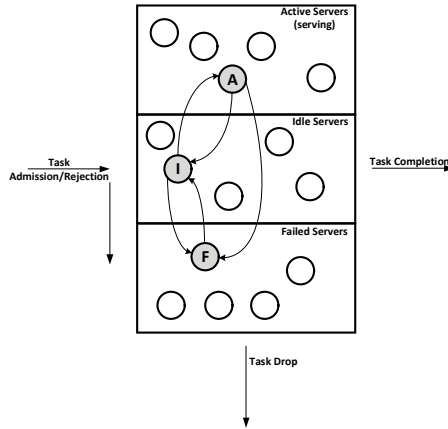 Active Servers
(serving)
A
Idle Servers
Task
Admission/Rejection
I
Task Completion
Failed Servers
F
Task Drop